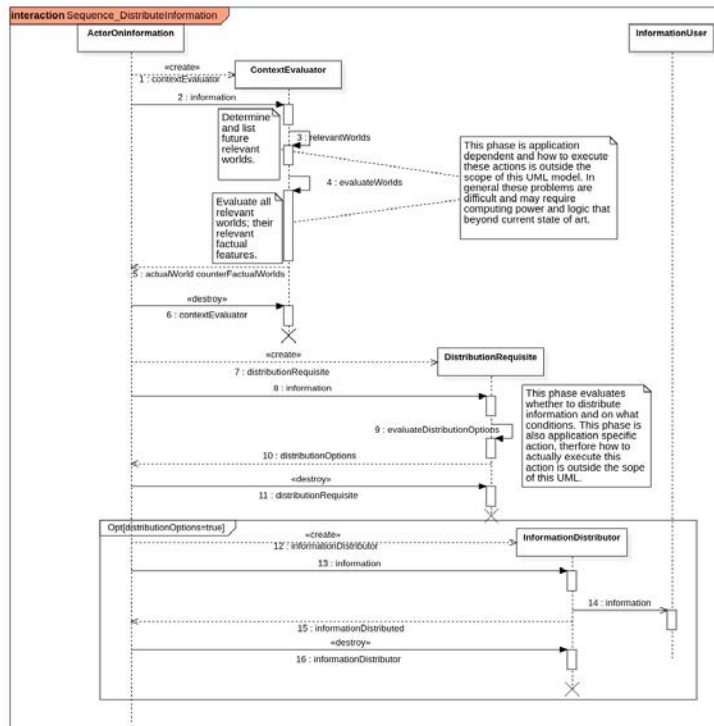 interaction Sequence_DistributeInformation
ActorOnInformation
InformationUser
«create»
1 : contextEvaluator
ContextEvaluator
2 : information
Determine
and list
future
relevant
worlds.
3 : relevantWorlds
This phase is application
dependent and how to execute
these actions is outside the
scope of this UML model. In
general these problems are
difficult and may require
computing power and logic that
beyond current state of art.
4 : evaluateWorlds
Evaluate all
relevant
worlds; their
relevant
factual
features.
5 : actualWorld counterFactualWorlds
«destroy»
6 : contextEvaluator
«create»
7 : distributionRequisite
DistributionRequisite
8 : information
This phase evaluates
whether to distribute
information and on what
conditions. This phase is
also application specific
action, therfore how to
actually execute this
action is outside the sope
of this UML.
9 : evaluateDistributionOptions
10 : distributionOptions
«destroy»
11 : distributionRequisite
Opt[distributionOptions=true]
«create»
12 : informationDistributor
InformationDistributor
13 : information
14 : information
15 : informationDistributed
«destroy»
16 : informationDistributor